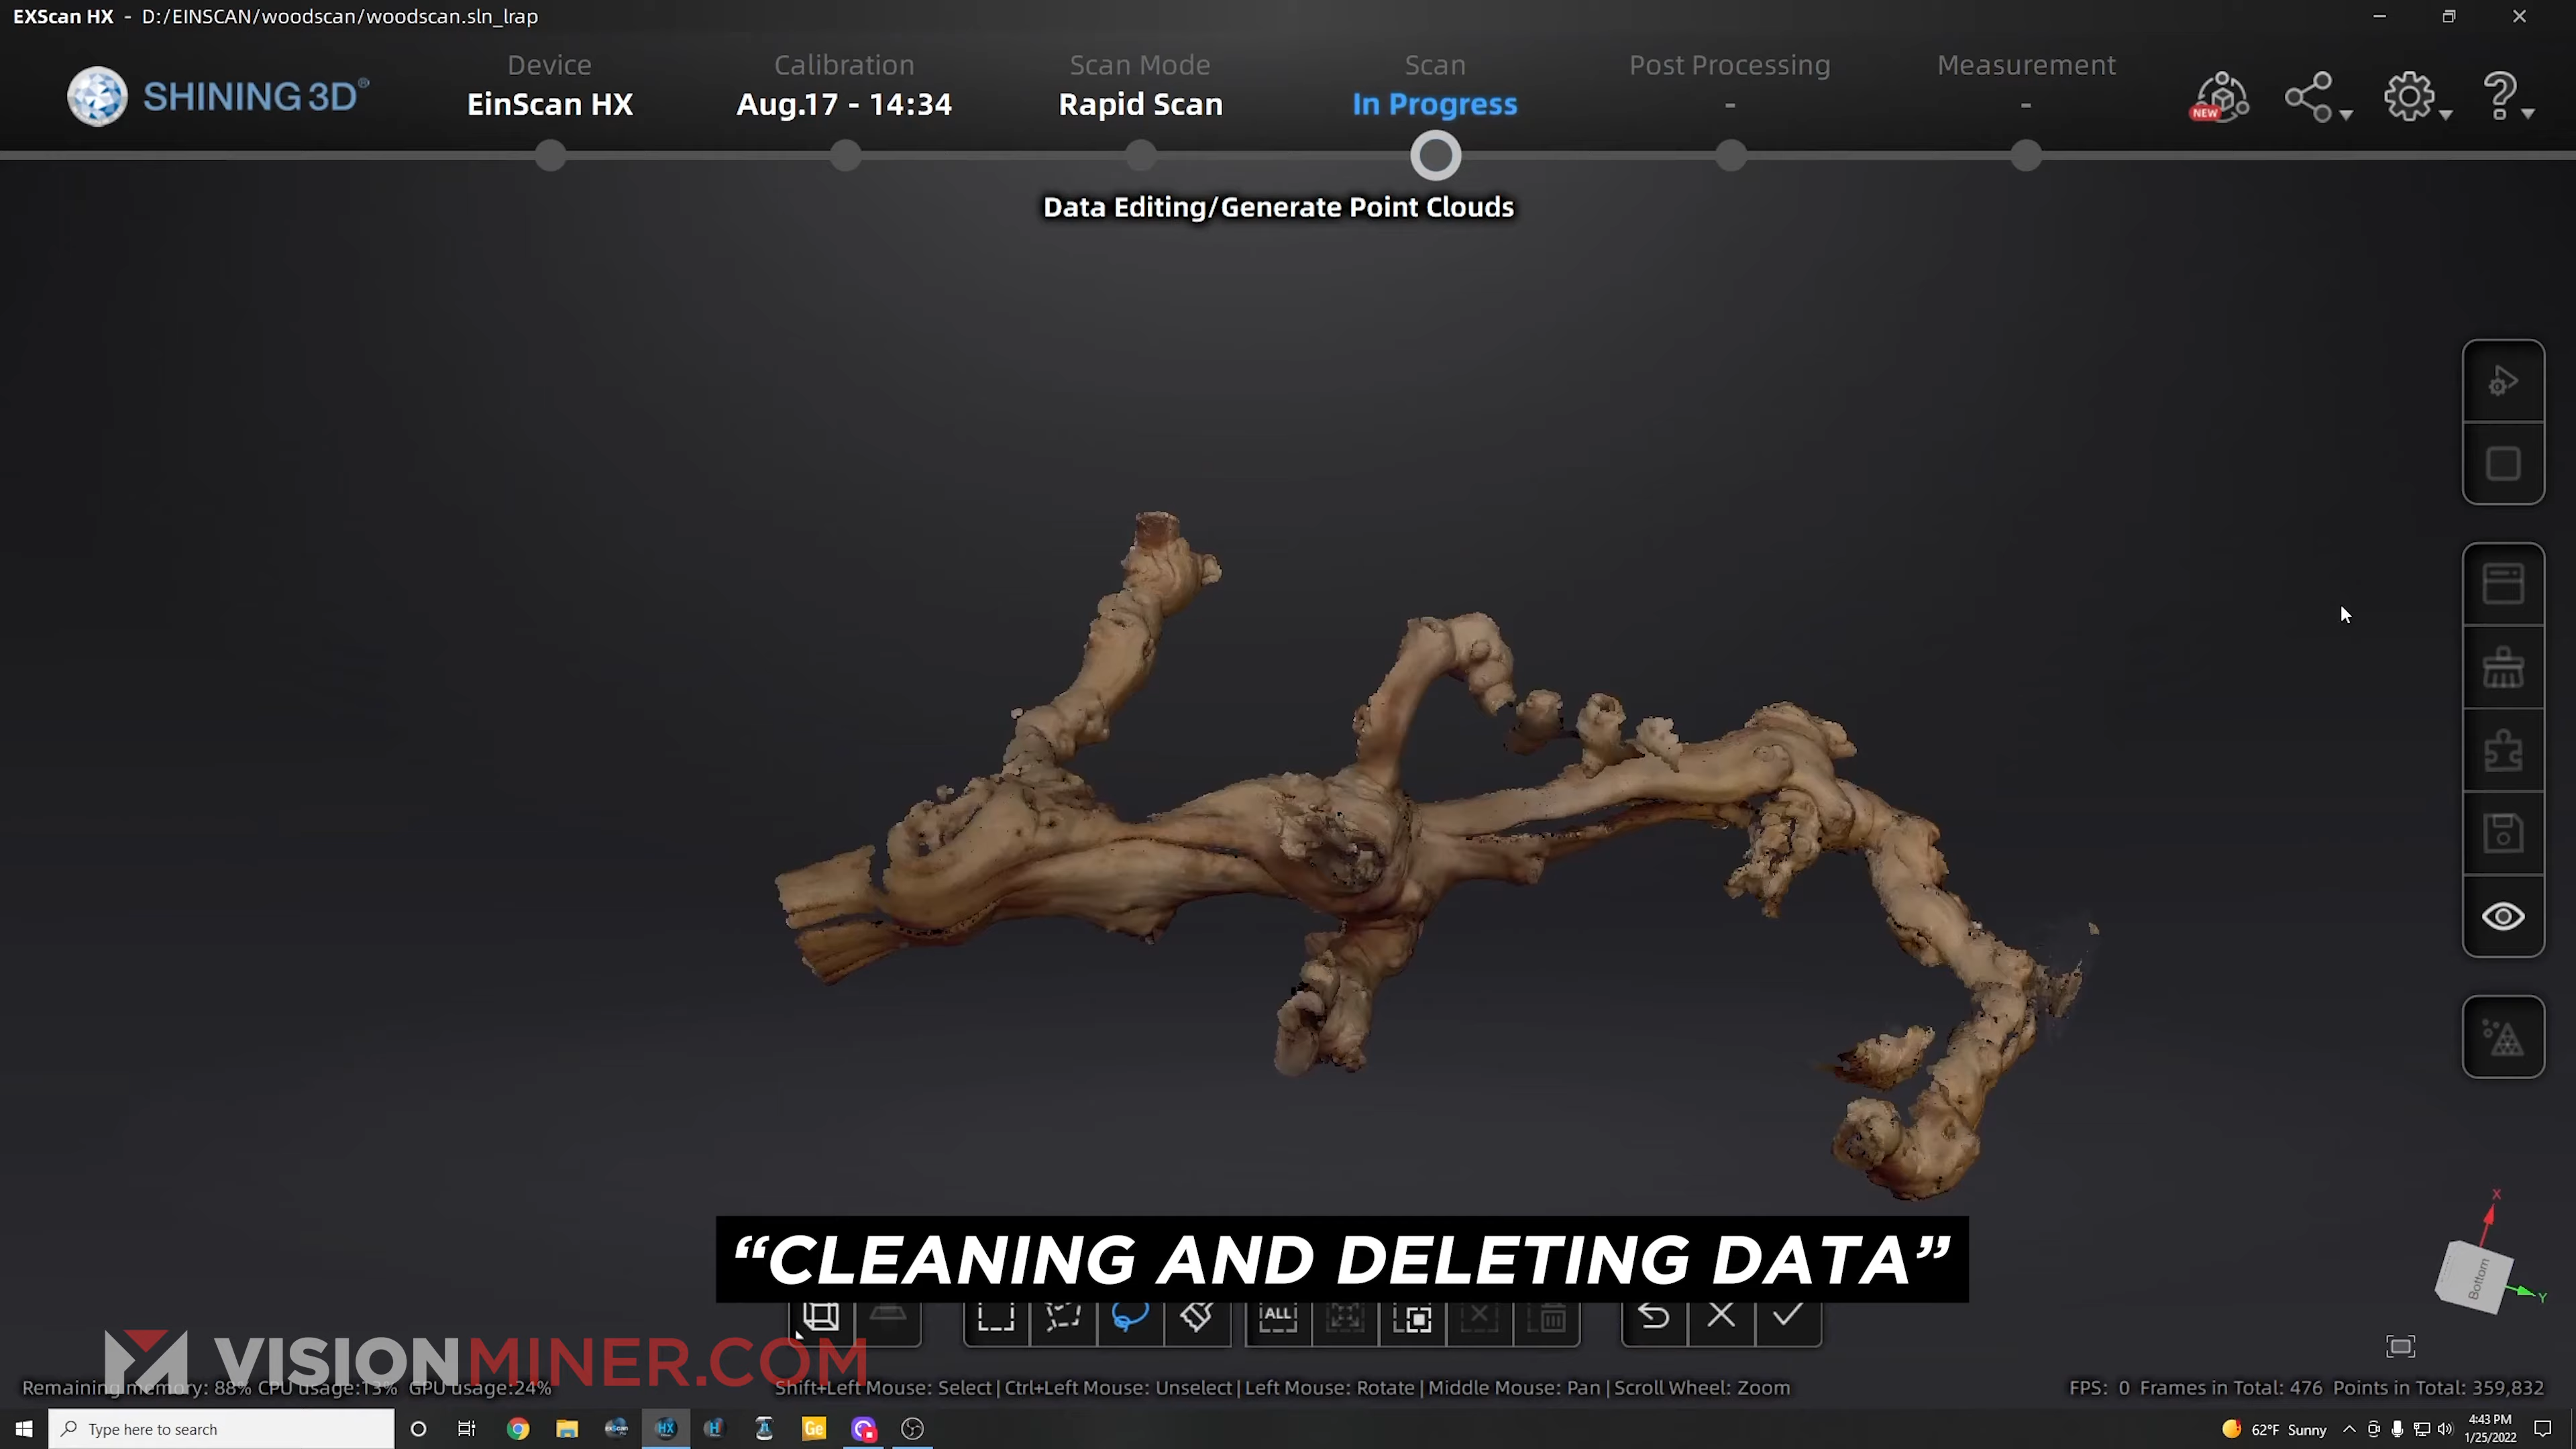 EXScan HX - D:/EINSCAN/woodscan/woodscan.sln_lrap
SHINING 3D®
Device
EinScan HX
Calibration
Aug.17 - 14:34
Scan Mode
Rapid Scan
Scan
In Progress
Post Processing
-
Measurement
-
NEW
Data Editing/Generate Point Clouds
X
Bottom
Y
“CLEANING AND DELETING DATA”
ALL
VISIONMINER.COM
Remaining memory: 88% CPU usage:13% GPU usage:24%
Shift+Left Mouse: Select | Ctrl+Left Mouse: Unselect | Left Mouse: Rotate | Middle Mouse: Pan | Scroll Wheel: Zoom
FPS: 0 Frames in Total: 476 Points in Total: 359,832
Type here to search
HX
H
Ge
62°F Sunny
4:43 PM
1/25/2022